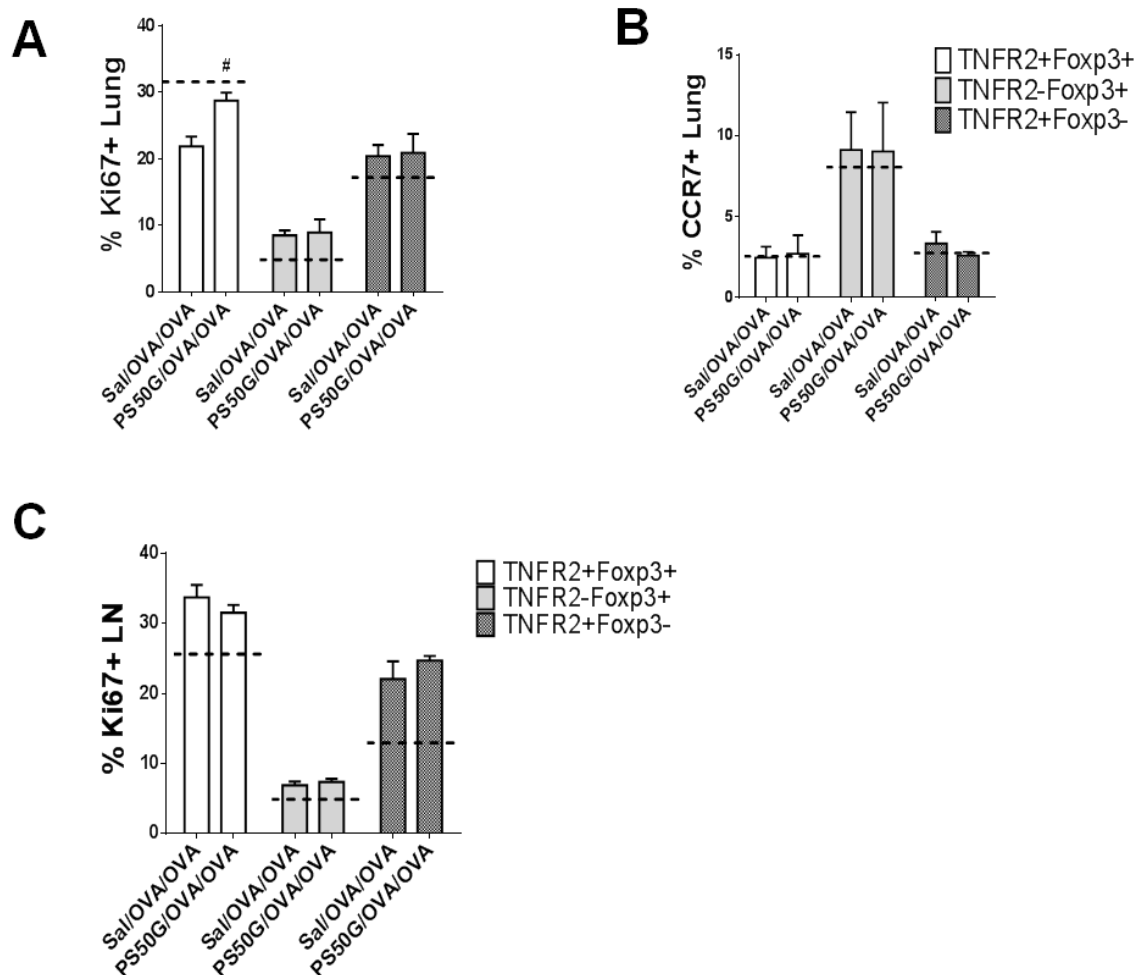 A
% Ki67+ Lung
40
30
20
10
0
#
Sal/OVA/OVA
PS50G/OVA/OVA
Sal/OVA/OVA
PS50G/OVA/OVA
Sal/OVA/OVA
PS50G/OVA/OVA
B
% CCR7+ Lung
15
10
5
0
TNFR2+Foxp3+
TNFR2-Foxp3+
TNFR2+Foxp3-
Sal/OVA/OVA
PS50G/OVA/OVA
Sal/OVA/OVA
PS50G/OVA/OVA
Sal/OVA/OVA
PS50G/OVA/OVA
C
% Ki67+ LN
40
30
20
10
0
TNFR2+Foxp3+
TNFR2-Foxp3+
TNFR2+Foxp3-
Sal/OVA/OVA
PS50G/OVA/OVA
Sal/OVA/OVA
PS50G/OVA/OVA
Sal/OVA/OVA
PS50G/OVA/OVA